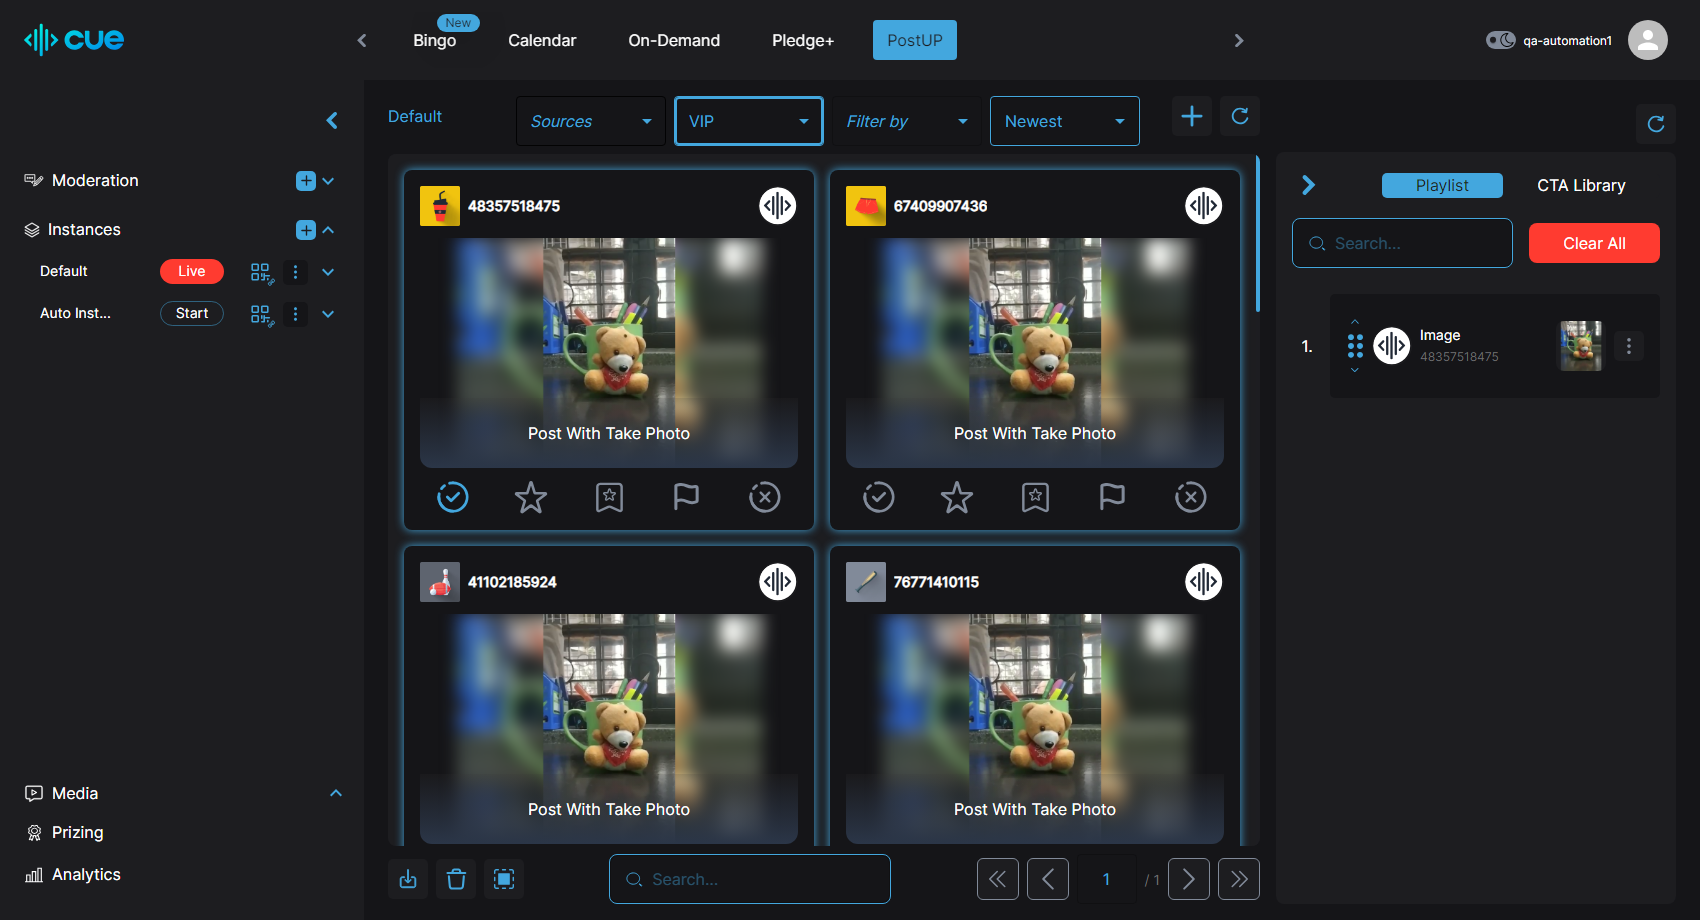 cue
New
Bingo
Calendar
On-Demand
Pledge+
PostUP
qa-automation1
Moderation
Instances
Default
Live
Auto Inst...
Start
Media
Prizing
Analytics
Default
Sources
VIP
Filter by
Newest
48357518475
Post With Take Photo
67409907436
Post With Take Photo
41102185924
Post With Take Photo
76771410115
Post With Take Photo
Search...
1
/ 1
Playlist
CTA Library
Search...
Clear All
1.
Image
48357518475